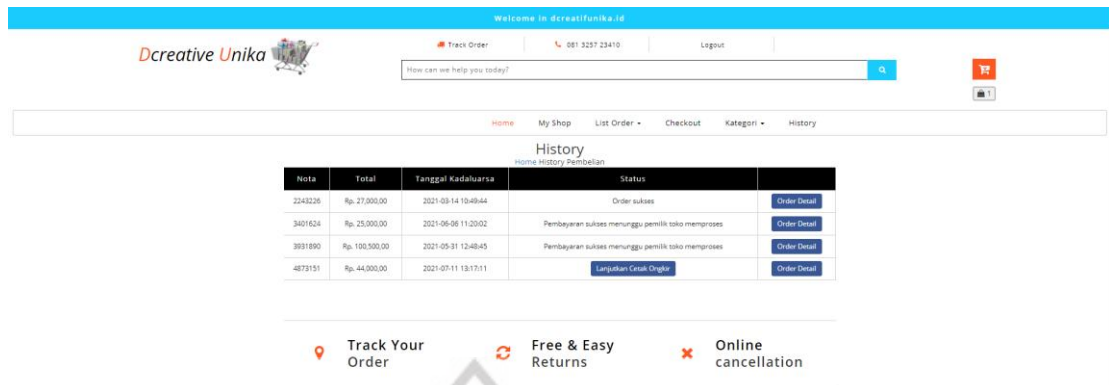 Welcome in dcreatifunika.id
Dcreative Unika
Track Order
081 3257 23410
Logout
How can we help you today?
1
Home My Shop List Order Checkout Kategori History
History
Home History Pembelian
Nota Total Tanggal Kadaluarsa Status
2243226 Rp. 27,000,00 2021-03-14 10:49:44 Order sukses Order Detail
3401624 Rp. 25,000,00 2021-06-06 11:20:02 Pembayaran sukses menunggu pemilik toko memproses Order Detail
3931890 Rp. 100,500,00 2021-05-31 12:48:45 Pembayaran sukses menunggu pemilik toko memproses Order Detail
4873151 Rp. 44,000,00 2021-07-11 13:17:11 Lanjutkan Cetak Ongkir Order Detail
Track Your
Order
Free & Easy
Returns
Online
cancellation